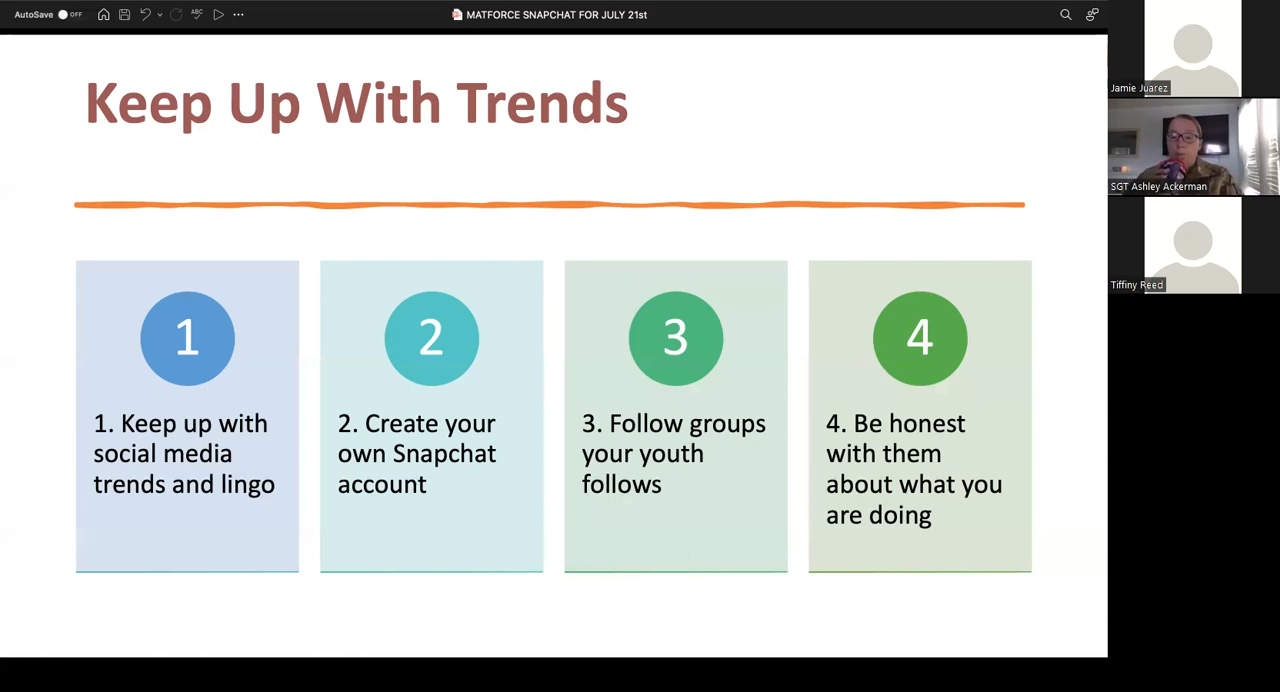 AutoSave OFF
ABC
MATFORCE SNAPCHAT FOR JULY 21st
Keep Up With Trends
1
1. Keep up with
social media
trends and lingo
2
2. Create your
own Snapchat
account
3
3. Follow groups
your youth
follows
4
4. Be honest
with them
about what you
are doing
Jamie Juarez
SGT Ashley Ackerman
Tiffiny Reed